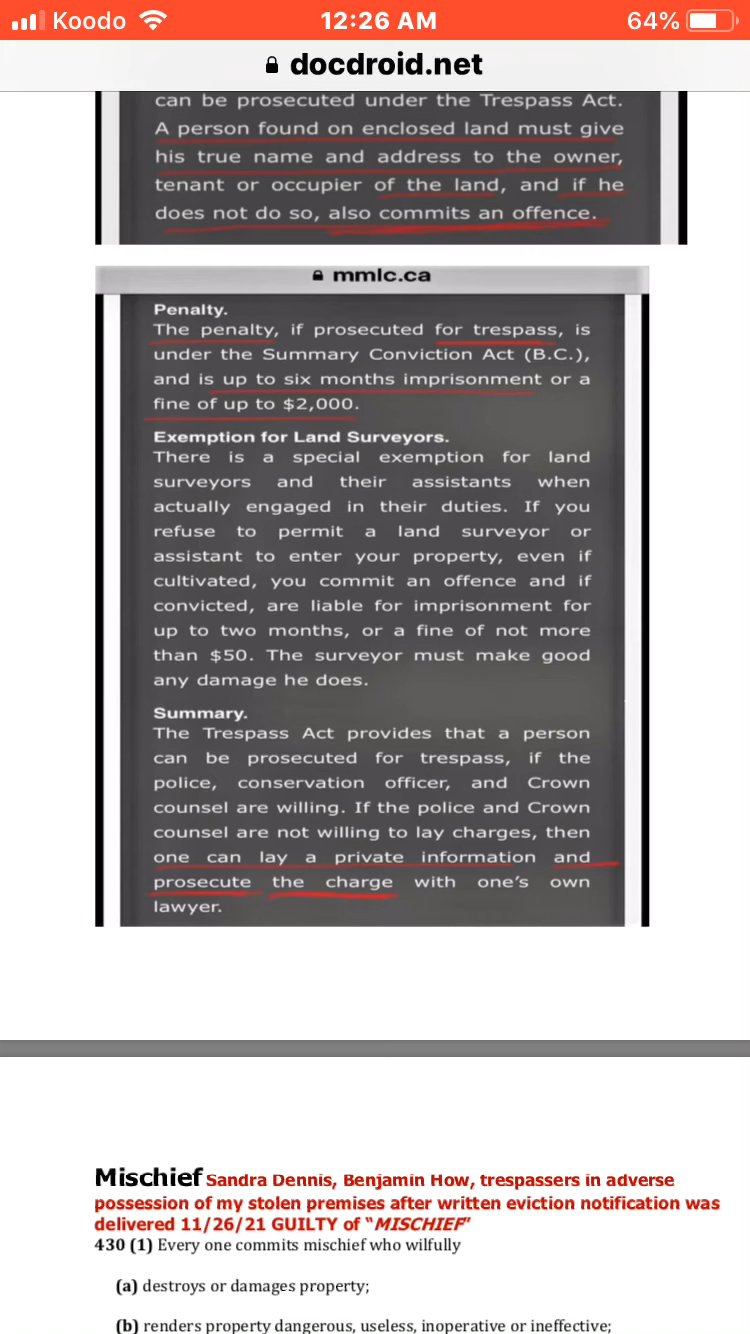 Koodo
12:26 AM
64%
docdroid.net
can be prosecuted under the Trespass Act.
A person found on enclosed land must give
his true name and address to the owner,
tenant or occupier of the land, and if he
does not do so, also commits an offence.
mmlc.ca
Penalty.
The penalty, if prosecuted for trespass, is
under the Summary Conviction Act (B.C.),
and is up to six months imprisonment or a
fine of up to $2,000.
Exemption for Land Surveyors.
There is a special exemption for land
surveyors and their assistants when
actually engaged in their duties. If you
refuse to permit a land surveyor or
assistant to enter your property, even if
cultivated, you commit an offence and if
convicted, are liable for imprisonment for
up to two months, or a fine of not more
than $50. The surveyor must make good
any damage he does.
Summary.
The Trespass Act provides that a person
can be prosecuted for trespass, if the
police, conservation officer, and Crown
counsel are willing. If the police and Crown
counsel are not willing to lay charges, then
one can lay a private information and
prosecute the charge with one's own
lawyer.
Mischief Sandra Dennis, Benjamin How, trespassers in adverse
possession of my stolen premises after written eviction notification was
delivered 11/26/21 GUILTY of "MISCHIEF"
430 (1) Every one commits mischief who wilfully
(a) destroys or damages property;
(b) renders property dangerous, useless, inoperative or ineffective;